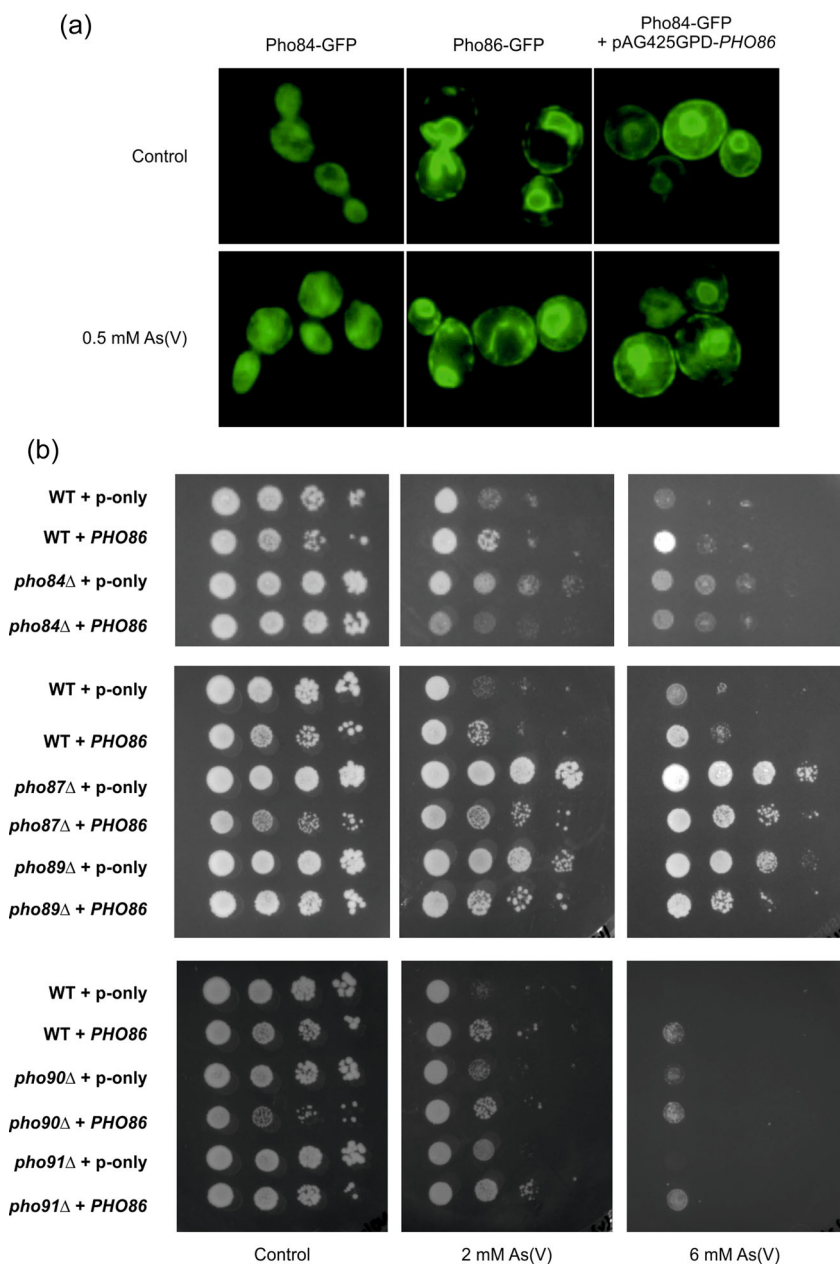 (a)
Pho84-GFP
Pho86-GFP
Pho84-GFP
+ pAG425GPD-PHO86
Control
0.5 mM As(V)
(b)
WT + p-only
WT + PHO86
pho84Δ + p-only
pho84Δ + PHO86
WT + p-only
WT + PHO86
pho87Δ + p-only
pho87Δ + PHO86
pho89Δ + p-only
pho89Δ + PHO86
WT + p-only
WT + PHO86
pho90Δ + p-only
pho90Δ + PHO86
pho91Δ + p-only
pho91Δ + PHO86
Control
2 mM As(V)
6 mM As(V)